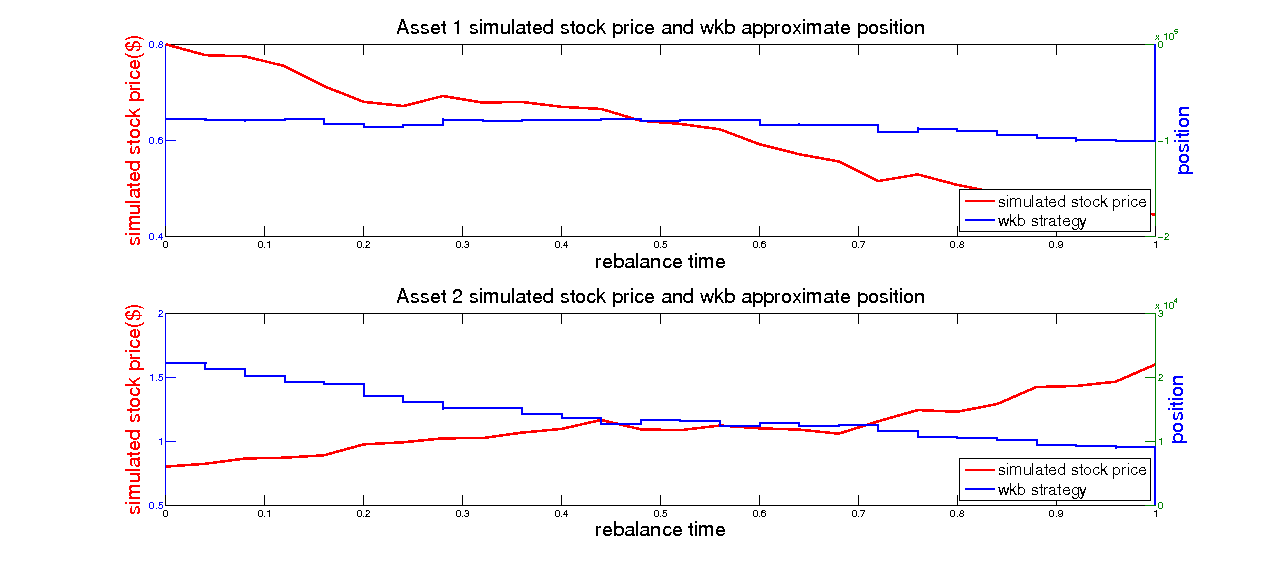 Asset 1 simulated stock price and wkb approximate position
x 10^5
simulated stock price($)
0.8
0.6
0.4
0
-1
-2
position
simulated stock price
wkb strategy
0 0.1 0.2 0.3 0.4 0.5 0.6 0.7 0.8 0.9 1
rebalance time
Asset 2 simulated stock price and wkb approximate position
x 10^4
simulated stock price($)
2
1.5
1
0.5
3
2
1
0
position
simulated stock price
wkb strategy
0 0.1 0.2 0.3 0.4 0.5 0.6 0.7 0.8 0.9 1
rebalance time